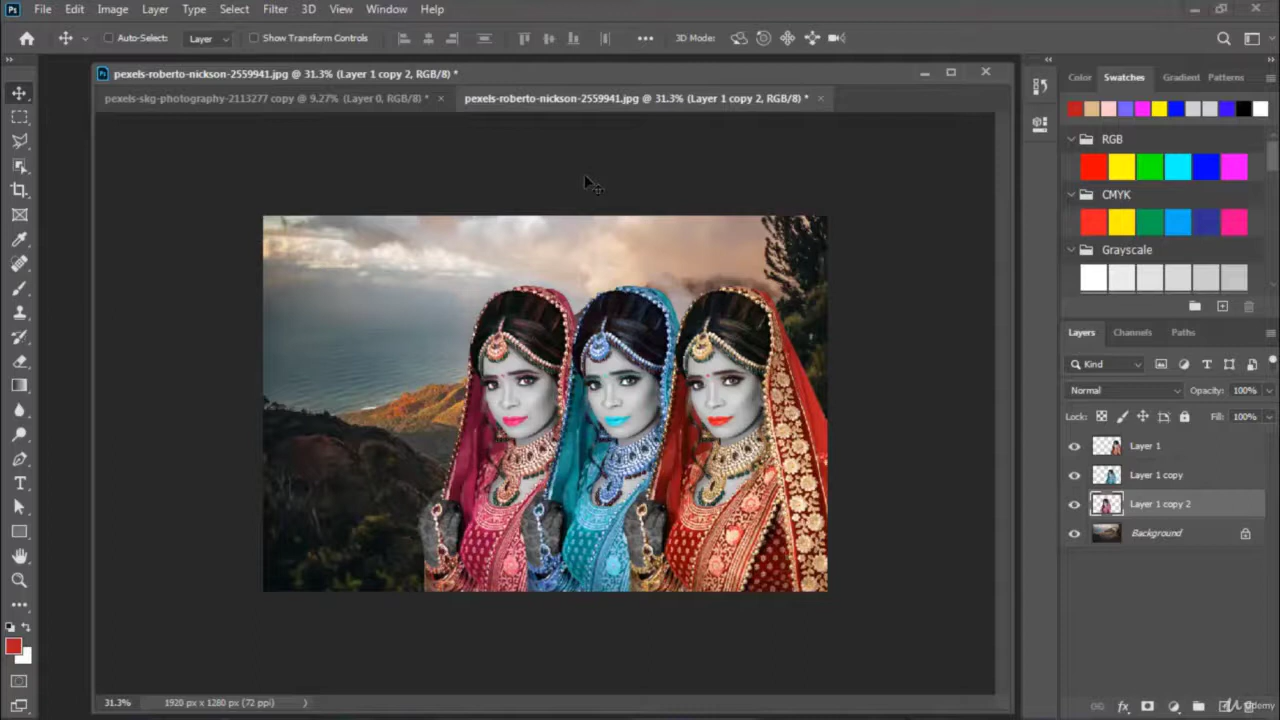 Ps File Edit Image Layer Type Select Filter 3D View Window Help
Auto-Select: Layer Show Transform Controls 3D Mode:
pexels-roberto-nickson-2559941.jpg @ 31.3% (Layer 1 copy 2, RGB/8) *
pexels-skg-photography-2113277 copy @ 9.27% (Layer 0, RGB/8) * pexels-roberto-nickson-2559941.jpg @ 31.3% (Layer 1 copy 2, RGB/8) *
Color Swatches Gradient Patterns
RGB
CMYK
Grayscale
Layers Channels Paths
Kind
Normal Opacity: 100%
Lock: Fill: 100%
Layer 1
Layer 1 copy
Layer 1 copy 2
Background
31.3% 1920 px x 1280 px (72 ppi)
Udemy